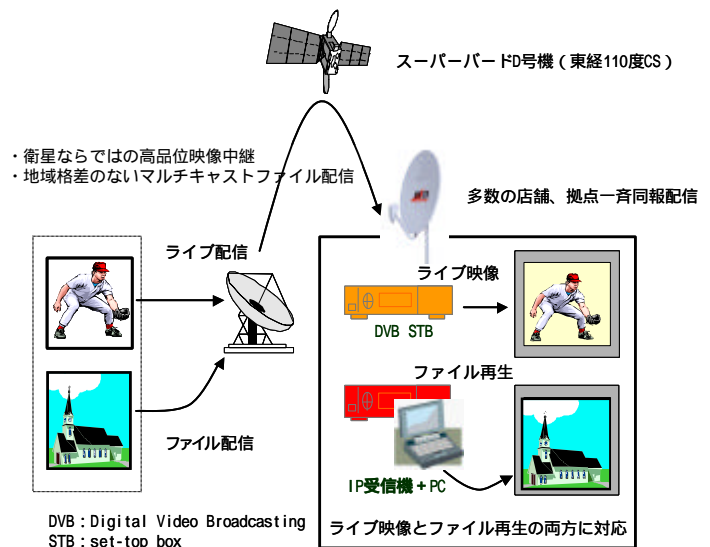 スーパーバードD号機（東経110度CS）
・衛星ならではの高品位映像中継
・地域格差のないマルチキャストファイル配信
多数の店舗、拠点一斉同報配信
ライブ配信
ライブ映像
DVB STB
ファイル再生
ファイル配信
IP受信機+PC
ライブ映像とファイル再生の両方に対応
DVB：Digital Video Broadcasting
STB：set-top box